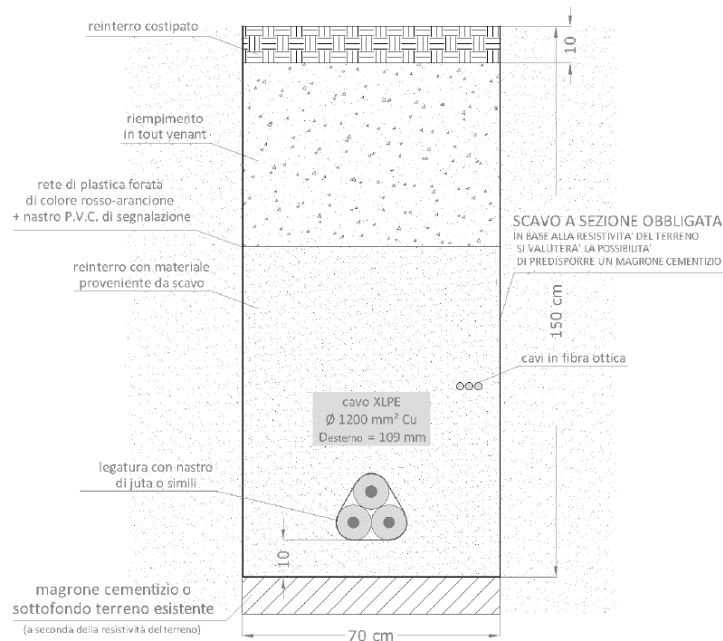 reinterro costipato
10
riempimento
in tout venant
rete di plastica forata
di colore rosso-arancione
+ nastro P.V.C. di segnalazione
SCAVO A SEZIONE OBBLIGATA
IN BASE ALLA RESISTIVITA' DEL TERRENO
SI VALUTERA' LA POSSIBILITA'
DI PREDISPORRE UN MAGRONE CEMENTIZIO
reinterro con materiale
proveniente da scavo
150 cm
cavi in fibra ottica
cavo XLPE
Ø 1200 mm² Cu
Desterno = 109 mm
legatura con nastro
di juta o simili
10
magrone cementizio o
sottofondo terreno esistente
(a seconda della resistività del terreno)
70 cm